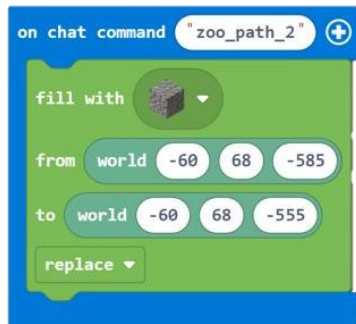 on chat command "zoo_path_2"
fill with
from world -60 68 -585
to world -60 68 -555
replace